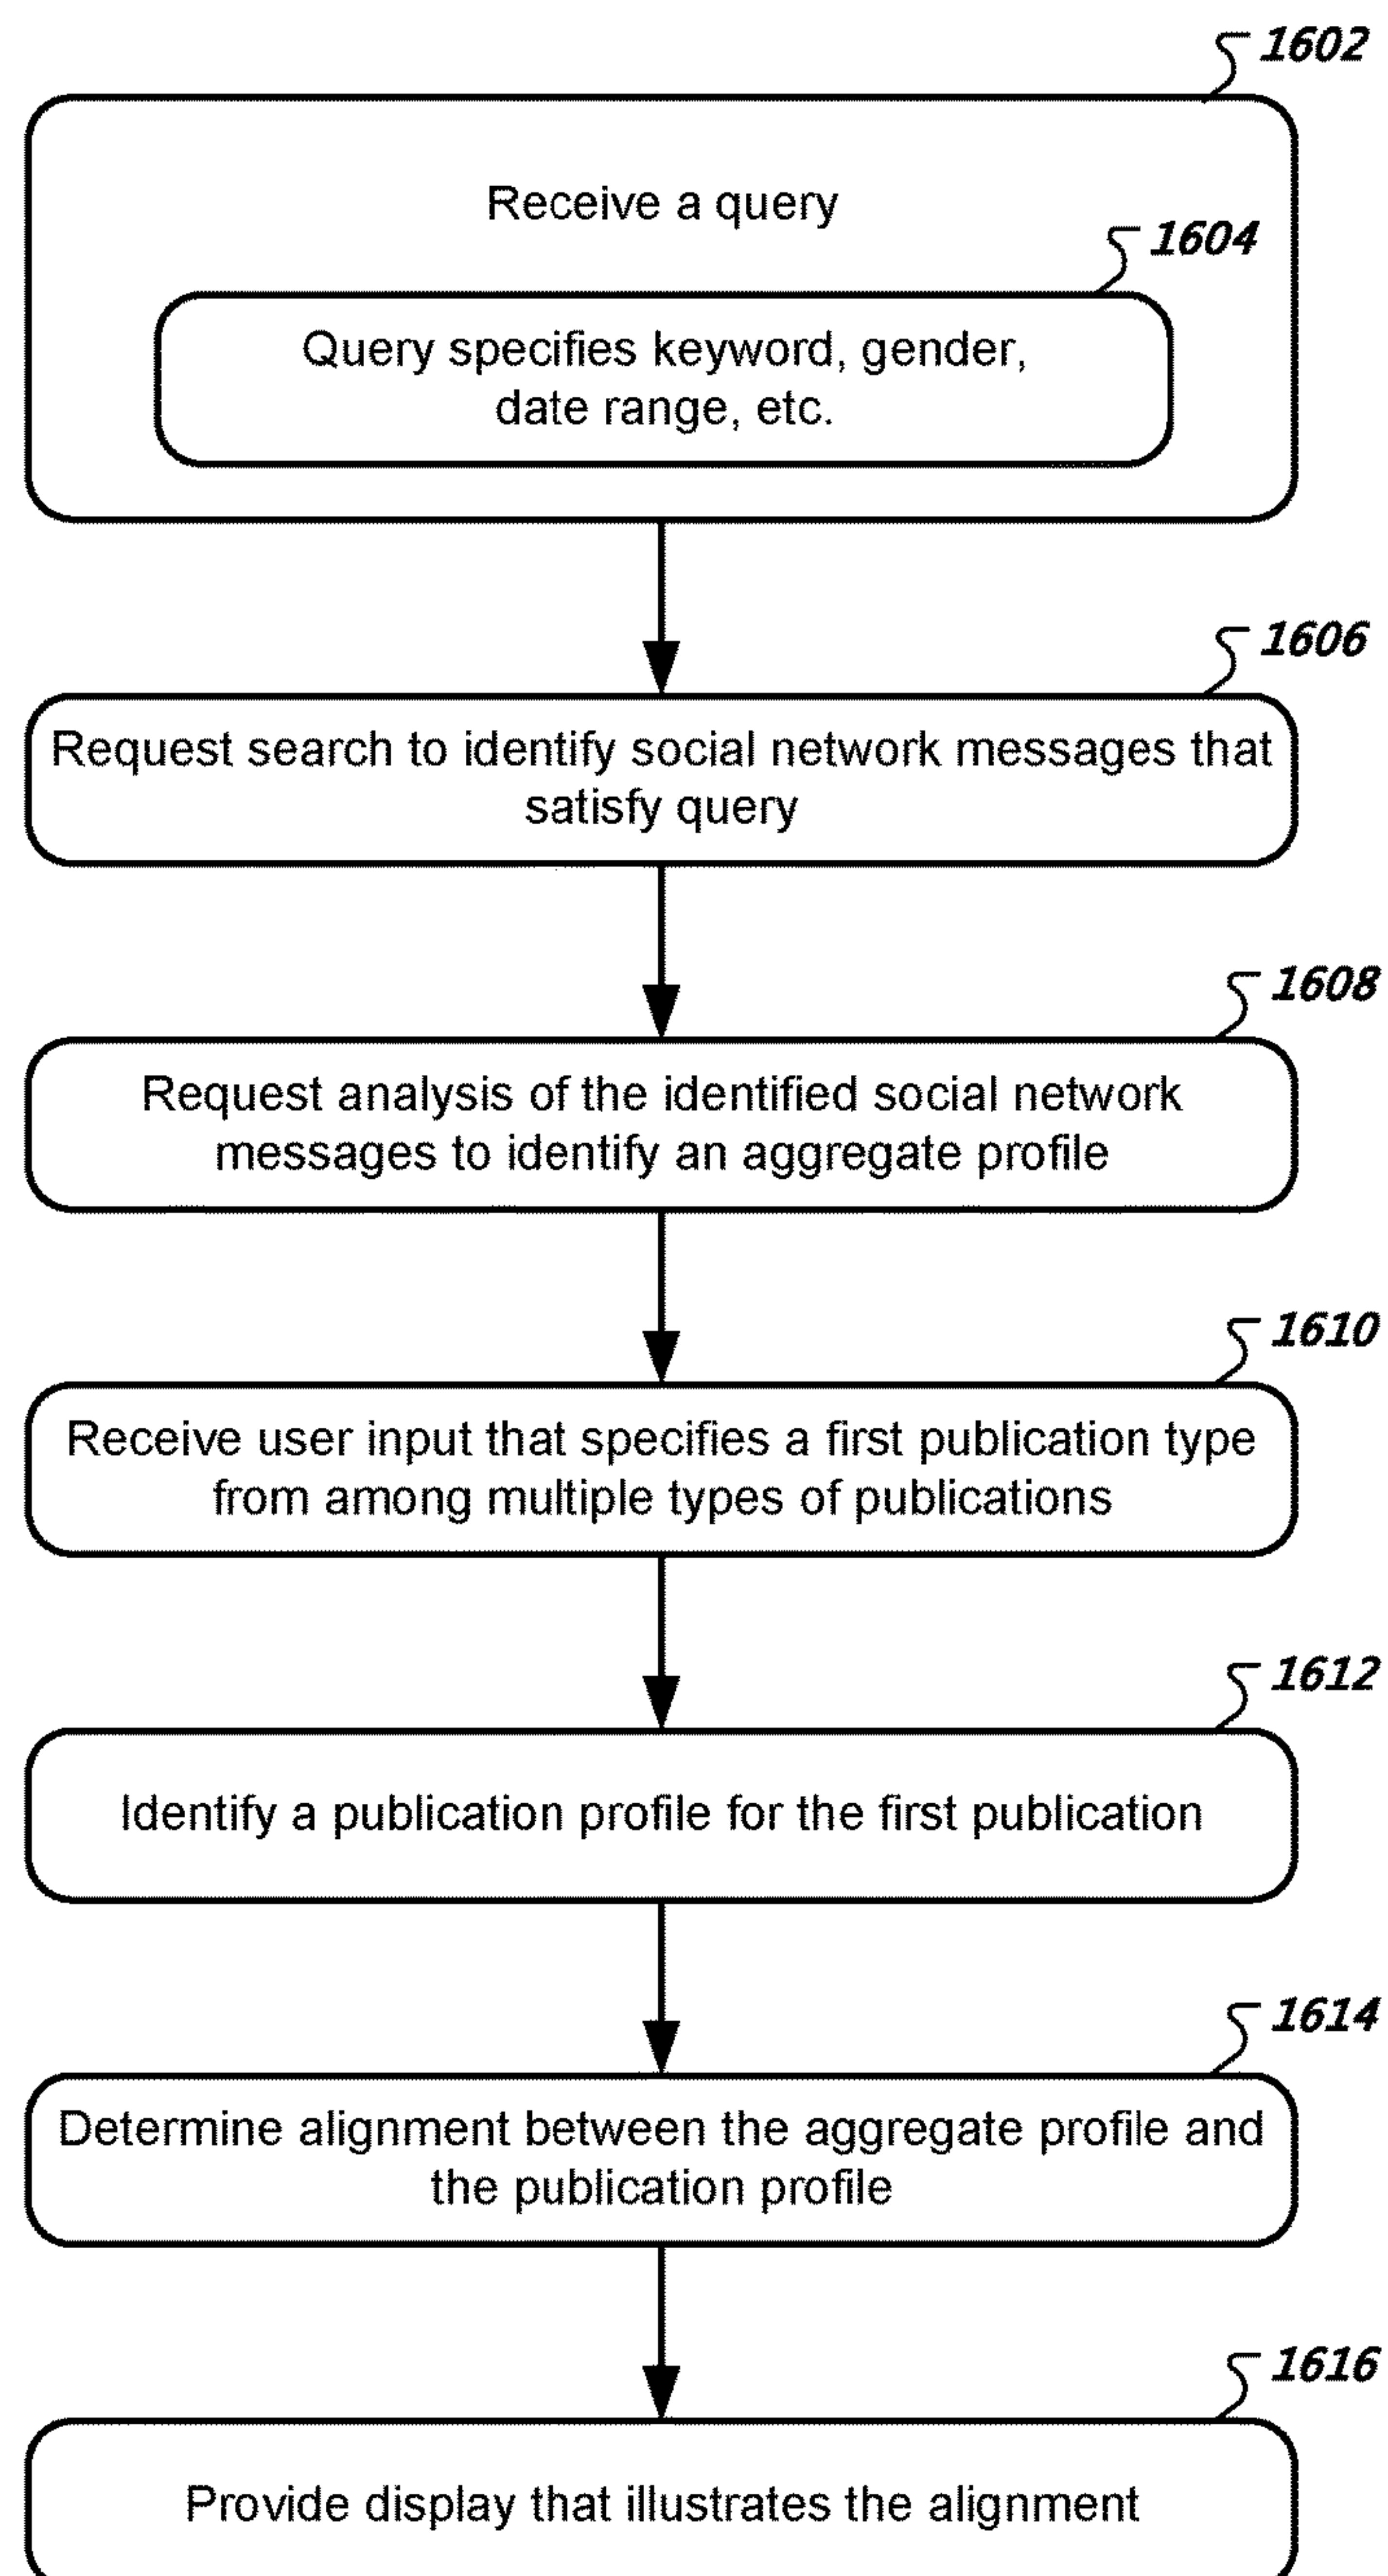 1602
Receive a query
1604
Query specifies keyword, gender,
date range, etc.
1606
Request search to identify social network messages that
satisfy query
1608
Request analysis of the identified social network
messages to identify an aggregate profile
1610
Receive user input that specifies a first publication type
from among multiple types of publications
1612
Identify a publication profile for the first publication
1614
Determine alignment between the aggregate profile and
the publication profile
1616
Provide display that illustrates the alignment